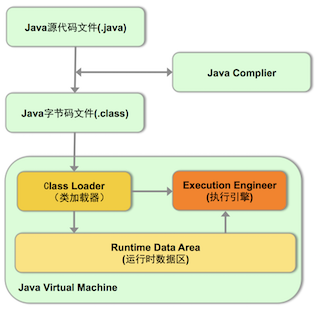 Java源代码文件(.java)
Java Complier
Java字节码文件(.class)
Class Loader
（类加载器）
Execution Engineer
(执行引擎)
Runtime Data Area
(运行时数据区)
Java Virtual Machine